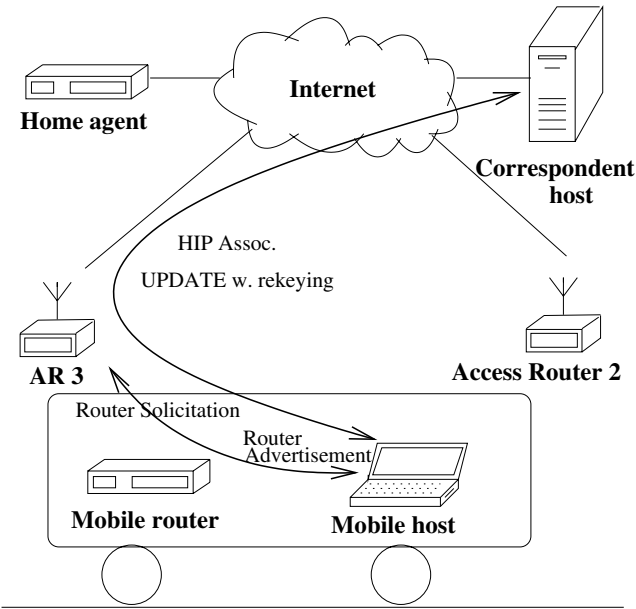 Internet
Home agent
Correspondent
host
HIP Assoc.
UPDATE w. rekeying
AR 3
Access Router 2
Router Solicitation
Router
Advertisement
Mobile router
Mobile host